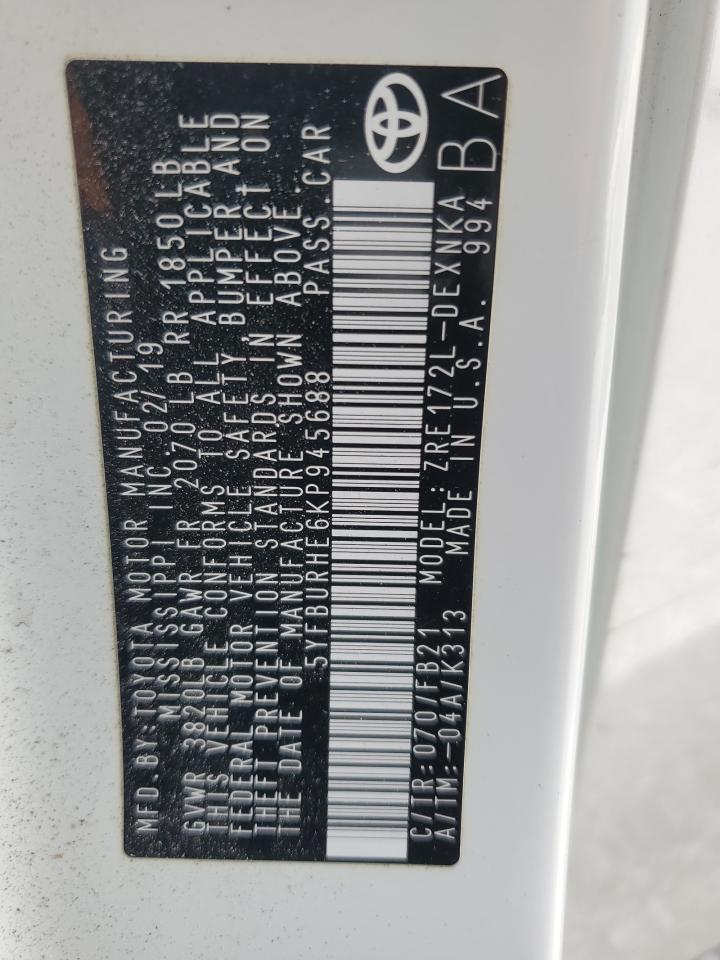 MFD.BY:TOYOTA MOTOR MANUFACTURING
MISSISSIPPI INC. 02/19
GVWR 3820LB GAWR FR 2070 LB RR 1850LB
THIS VEHICLE CONFORMS TO ALL APPLICABLE
FEDERAL MOTOR VEHICLE SAFETY, BUMPER AND
THEFT PREVENTION STANDARDS IN EFFECT ON
THE DATE OF MANUFACTURE SHOWN ABOVE.
5YFBURHE6KP945688 PASS.CAR
C/TR:070/FB21 MODEL:ZRE172L-DEXNKA
A/TM:-04A/K313 MADE IN U.S.A. 994
BA